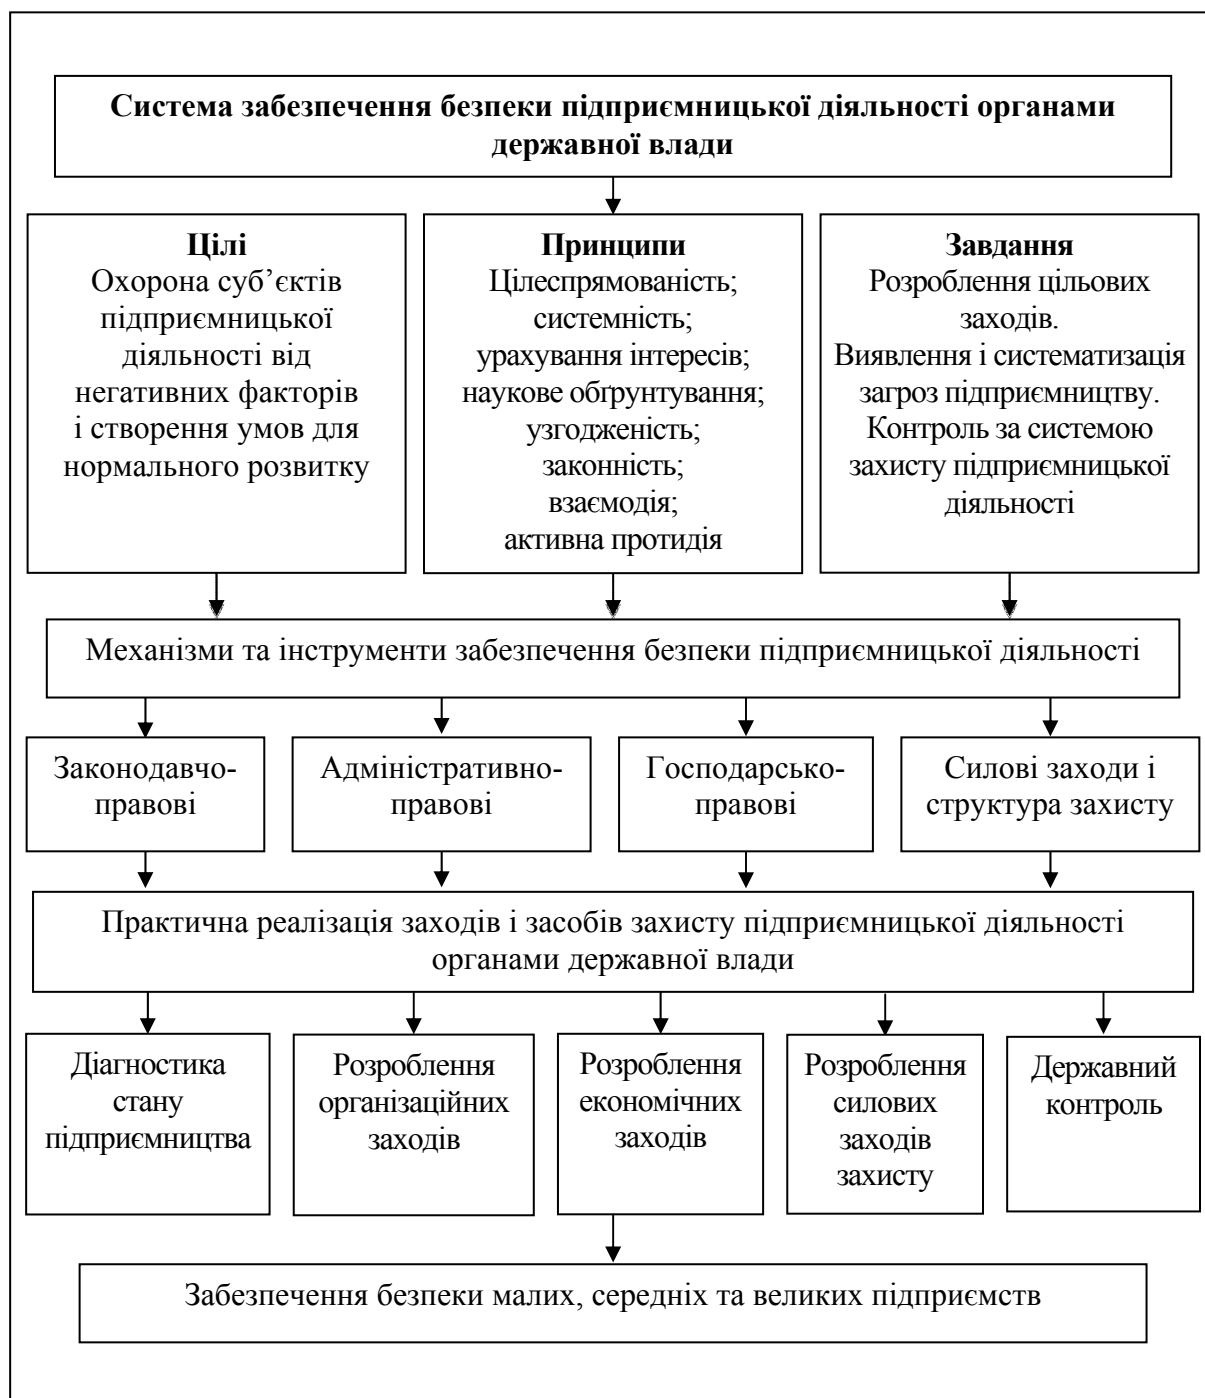 Система забезпечення безпеки підприємницької діяльності органами
державної влади
Цілі
Охорона суб’єктів
підприємницької
діяльності від
негативних факторів
і створення умов для
нормального розвитку
Принципи
Цілеспрямованість;
системність;
урахування інтересів;
наукове обґрунтування;
узгодженість;
законність;
взаємодія;
активна протидія
Завдання
Розроблення цільових
заходів.
Виявлення і систематизація
загроз підприємництву.
Контроль за системою
захисту підприємницької
діяльності
Механізми та інструменти забезпечення безпеки підприємницької діяльності
Законодавчо-
правові
Адміністративно-
правові
Господарсько-
правові
Силові заходи і
структура захисту
Практична реалізація заходів і засобів захисту підприємницької діяльності
органами державної влади
Діагностика
стану
підприємництва
Розроблення
організаційних
заходів
Розроблення
економічних
заходів
Розроблення
силових
заходів
захисту
Державний
контроль
Забезпечення безпеки малих, середніх та великих підприємств